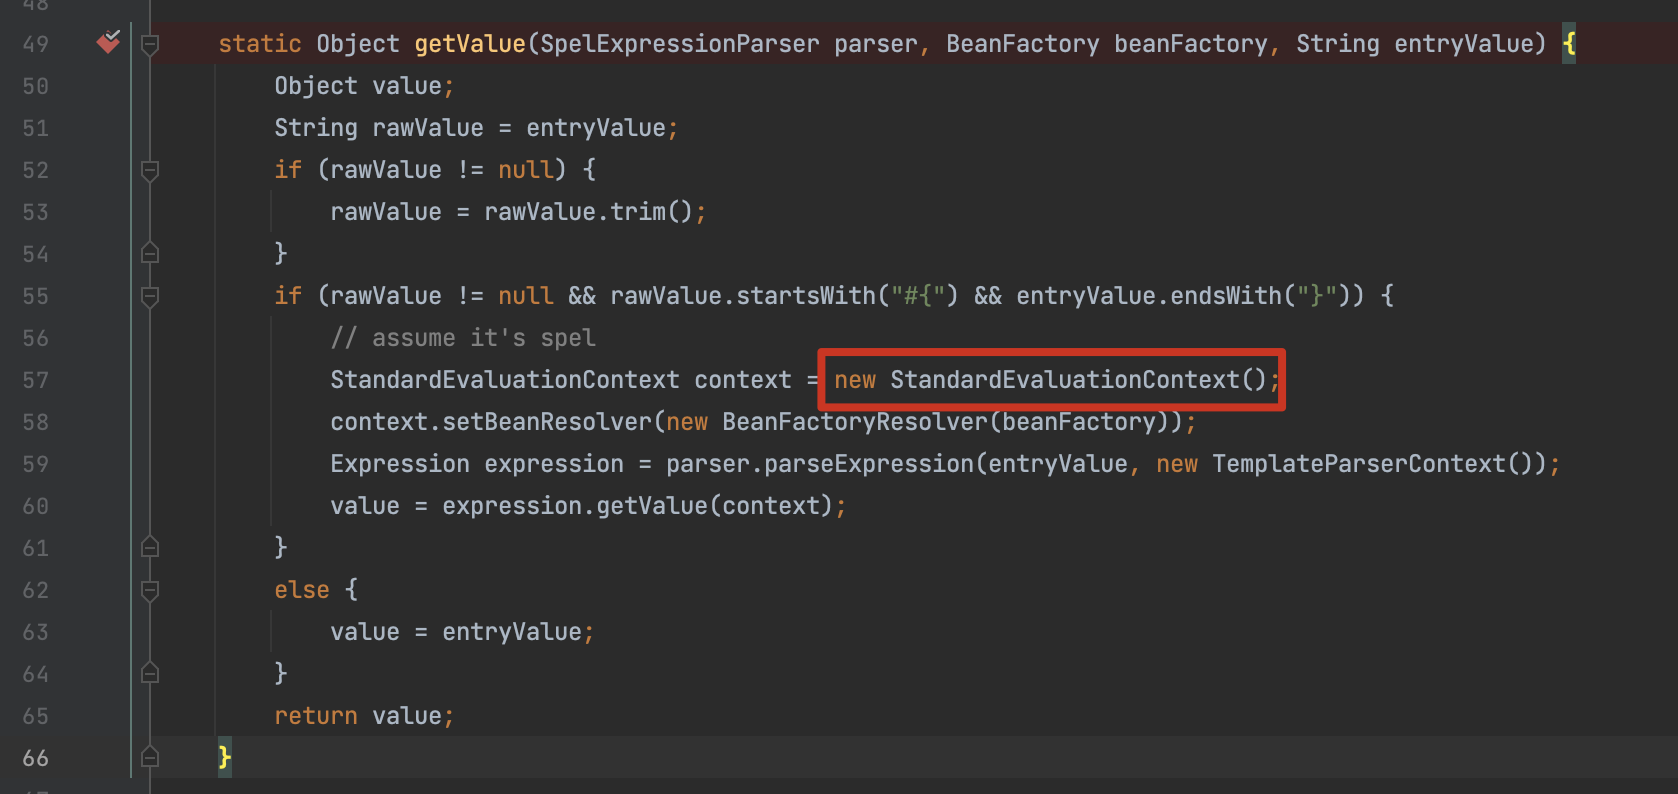 48
49 static Object getValue(SpelExpressionParser parser, BeanFactory beanFactory, String entryValue) {
50 Object value;
51 String rawValue = entryValue;
52 if (rawValue != null) {
53 rawValue = rawValue.trim();
54 }
55 if (rawValue != null && rawValue.startsWith("#{") && entryValue.endsWith("}")) {
56 // assume it's spel
57 StandardEvaluationContext context = new StandardEvaluationContext();
58 context.setBeanResolver(new BeanFactoryResolver(beanFactory));
59 Expression expression = parser.parseExpression(entryValue, new TemplateParserContext());
60 value = expression.getValue(context);
61 }
62 else {
63 value = entryValue;
64 }
65 return value;
66 }